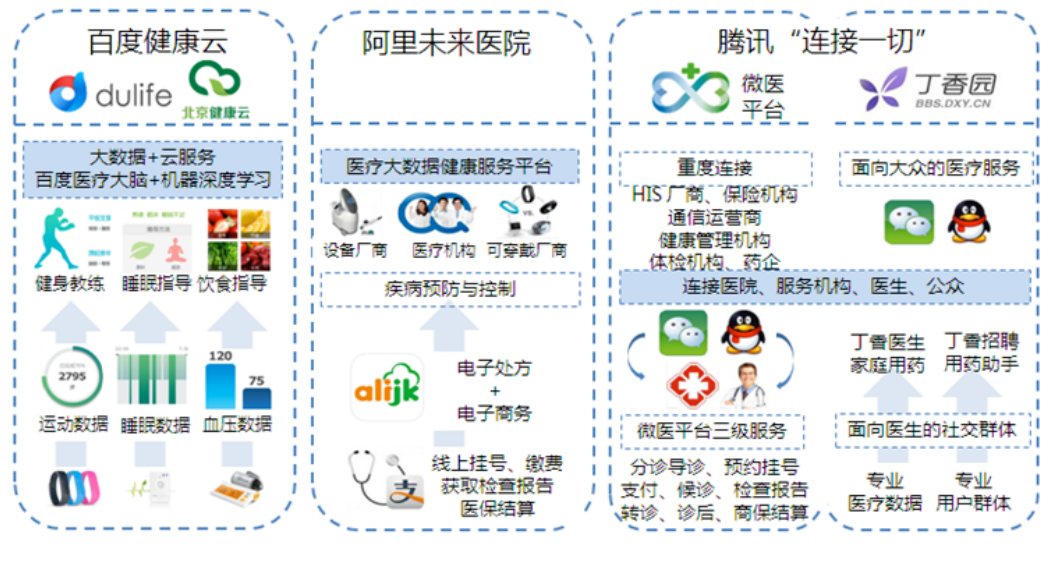 百度健康云
dulife
北京健康云
大数据+云服务
百度医疗大脑+机器深度学习
健身教练 睡眠指导 饮食指导
2795
120
75
运动数据 睡眠数据 血压数据
阿里未来医院
医疗大数据健康服务平台
VS.
设备厂商 医疗机构 可穿戴厂商
疾病预防与控制
alijk
电子处方
+
电子商务
支
线上挂号、缴费
获取检查报告
医保结算
腾讯“连接一切”
微医
平台
丁香园
BBS.DXY.CN
重度连接
HIS 厂商、保险机构
通信运营商
健康管理机构
体检机构、药企
面向大众的医疗服务
连接医院、服务机构、医生、公众
微医平台三级服务
分诊导诊、预约挂号
支付、候诊、检查报告
转诊、诊后、商保结算
丁香医生
家庭用药
丁香招聘
用药助手
面向医生的社交群体
专业
医疗数据
专业
用户群体